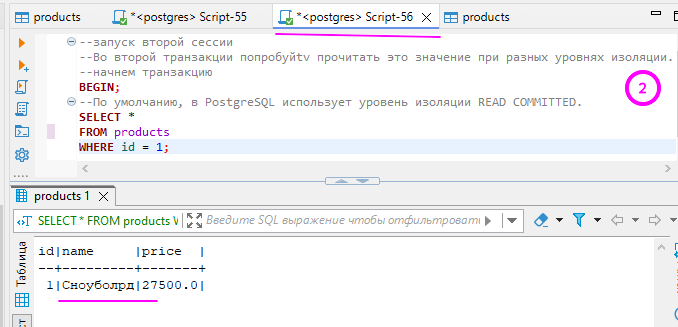 products *<postgres> Script-55 *<postgres> Script-56 products
--запуск второй сессии
--Во второй транзакции попробуйtv прочитать это значение при разных уровнях изоляции.
--начнем транзакцию
BEGIN;
--По умолчанию, в PostgreSQL использует уровень изоляции READ COMMITTED.
SELECT *
FROM products
WHERE id = 1;
2
products 1
SELECT * FROM products W Введите SQL выражение чтобы отфильтровать
Таблица
id|name |price |
--+---------+-------+
1|Сноуболрд|27500.0|